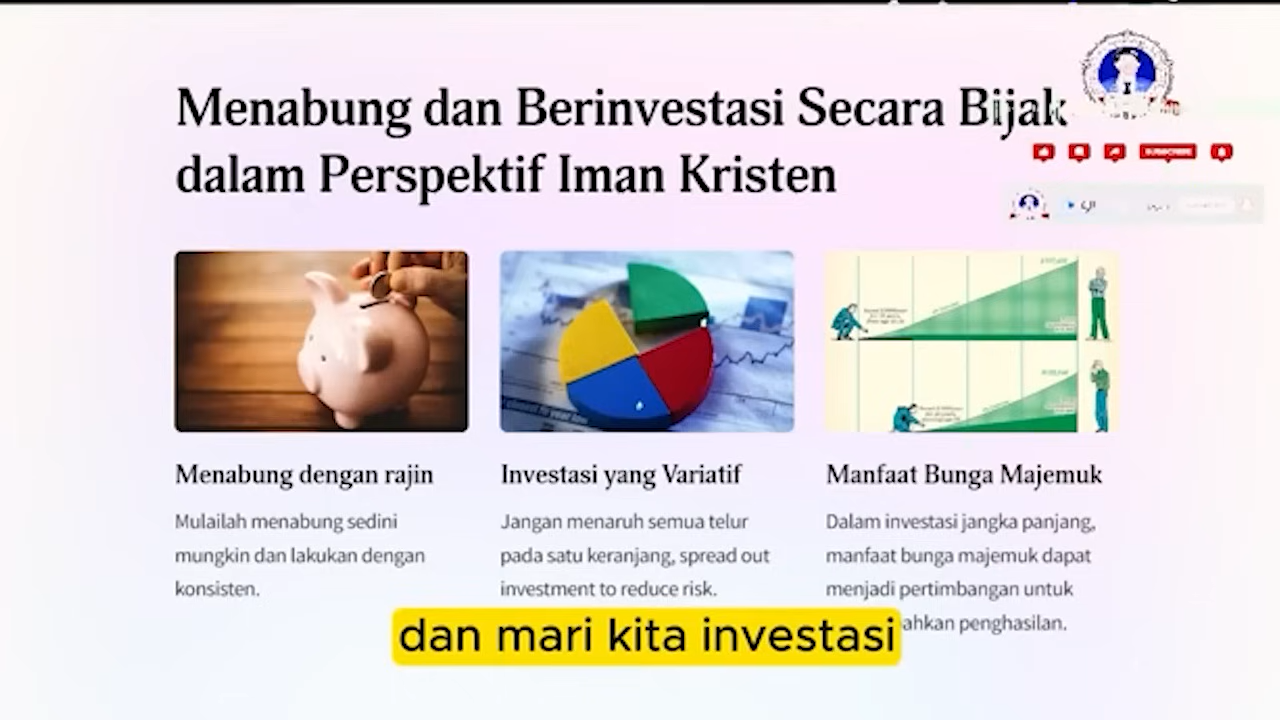 Menabung dan Berinvestasi Secara Bijak
dalam Perspektif Iman Kristen
SUBSCRIBE
Menabung dengan rajin
Mulailah menabung sedini
mungkin dan lakukan dengan
konsisten.
Investasi yang Variatif
Jangan menaruh semua telur
pada satu keranjang, spread out
investment to reduce risk.
Manfaat Bunga Majemuk
Dalam investasi jangka panjang,
manfaat bunga majemuk dapat
menjadi pertimbangan untuk
penghasilan.
dan mari kita investasi